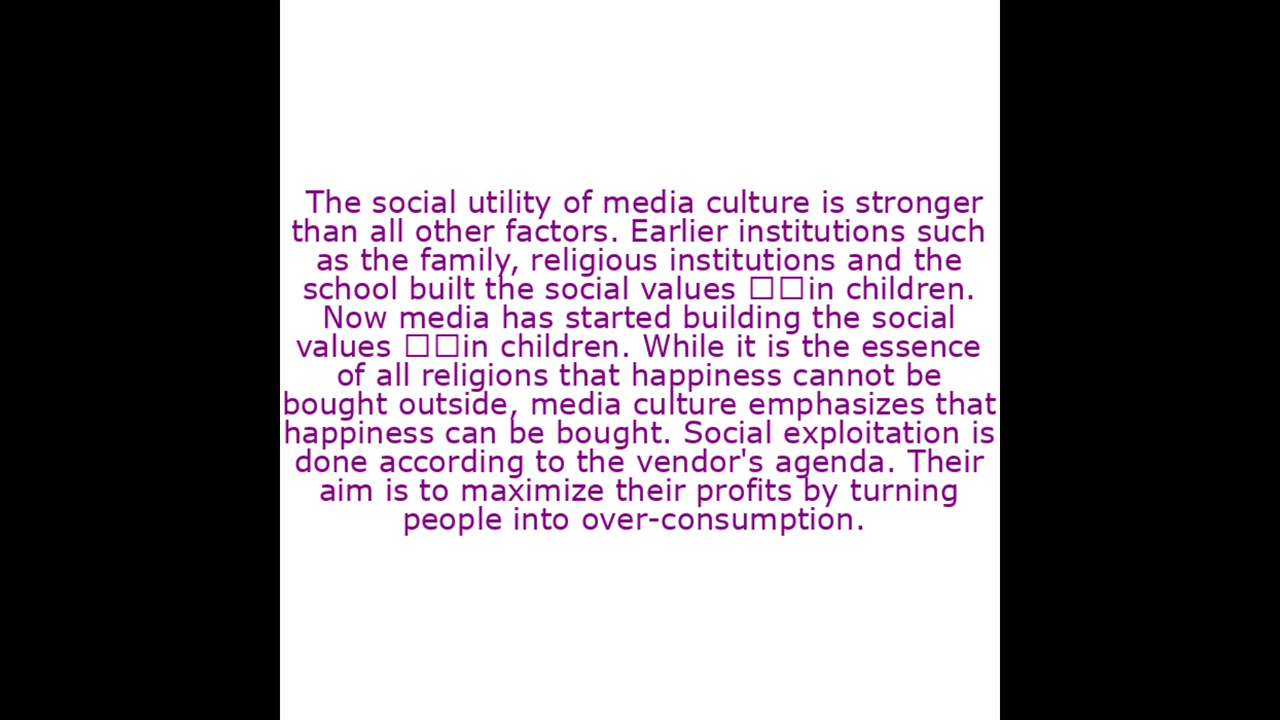 The social utility of media culture is stronger
than all other factors. Earlier institutions such
as the family, religious institutions and the
school built the social values □□in children.
Now media has started building the social
values □□in children. While it is the essence
of all religions that happiness cannot be
bought outside, media culture emphasizes that
happiness can be bought. Social exploitation is
done according to the vendor's agenda. Their
aim is to maximize their profits by turning
people into over-consumption.